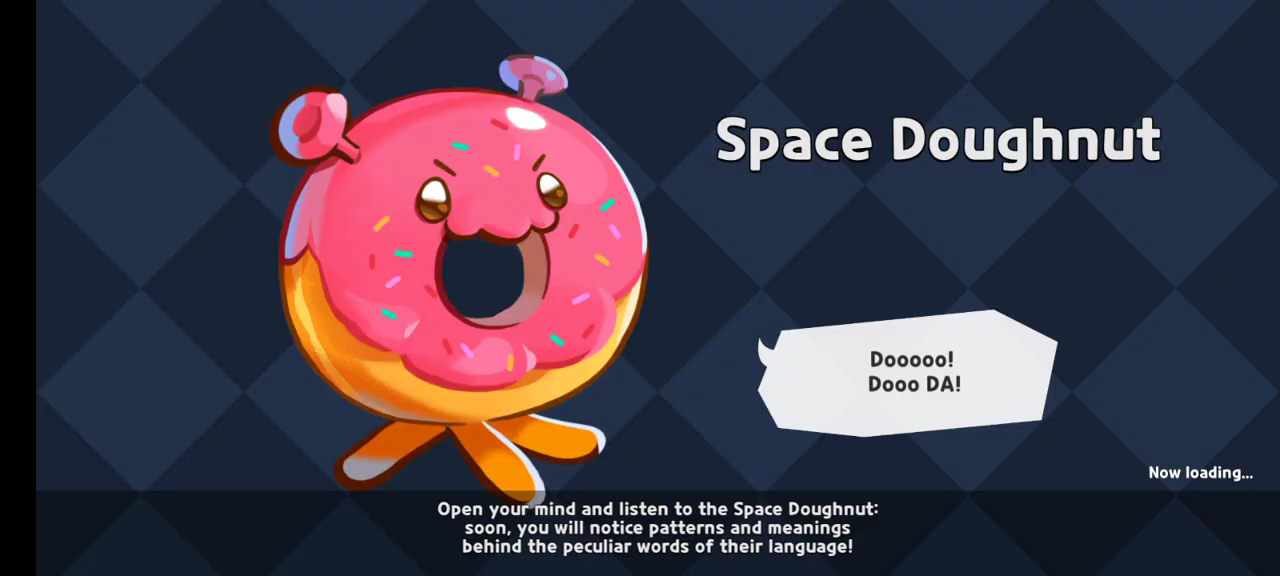 Space Doughnut
Dooooo!
Dooo DA!
Now loading...
Open your mind and listen to the Space Doughnut:
soon, you will notice patterns and meanings
behind the peculiar words of their language!